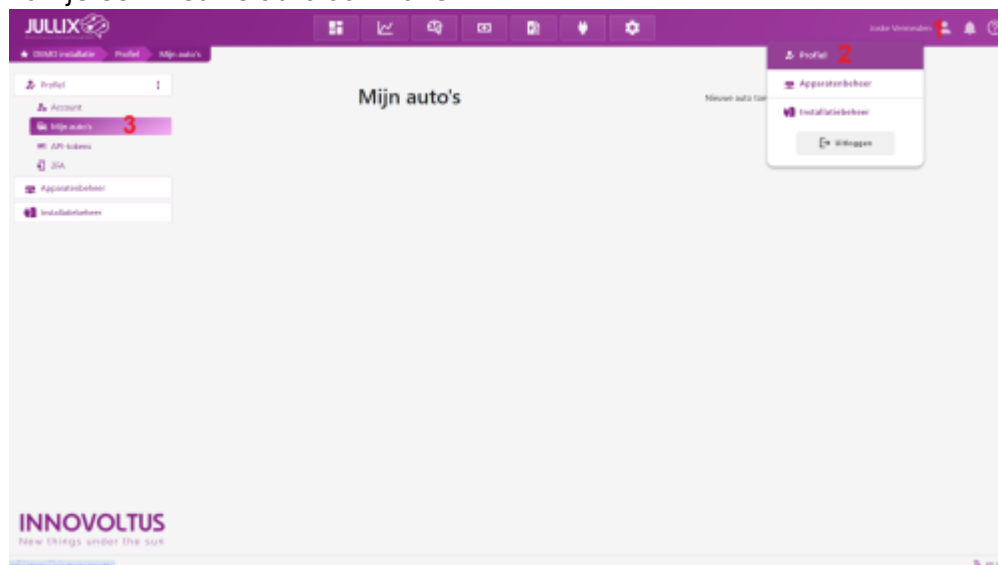 JULLIX
DEMO installatie Profiel Mijn auto's
Profiel
Account
Mijn auto's 3
API-tokens
2FA
Apparatenbeheer
Installatiebeheer
Mijn auto's
Nieuwe auto
1
Profiel 2
Apparatenbeheer
Installatiebeheer
Uitloggen
INNOVOLTUS
New things under the sun